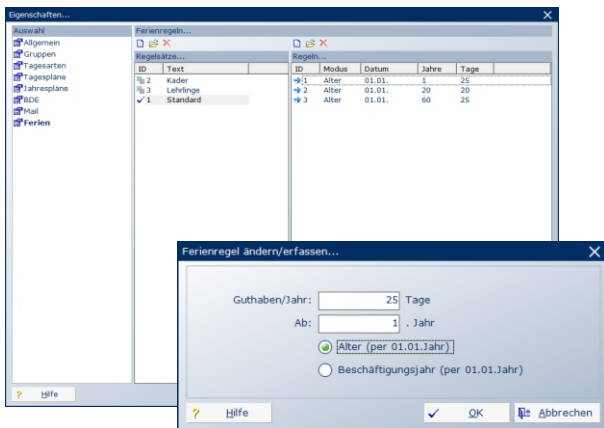 Eigenschaften...
Auswahl
Allgemein
Gruppen
Tagesarten
Tagespläne
Jahrespläne
BDE
Mail
Ferien
Ferienregeln...
Regelsätze...
ID Text
2 Kader
3 Lehrlinge
1 Standard
Regeln...
ID Modus Datum Jahre Tage
1 Alter 01.01. 1 25
2 Alter 01.01. 20 20
3 Alter 01.01. 60 25
? Hilfe
Ferienregel ändern/erfassen...
Guthaben/Jahr: 25 Tage
Ab: 1 . Jahr
Alter (per 01.01.Jahr)
Beschäftigungsjahr (per 01.01.Jahr)
? Hilfe OK Abbrechen